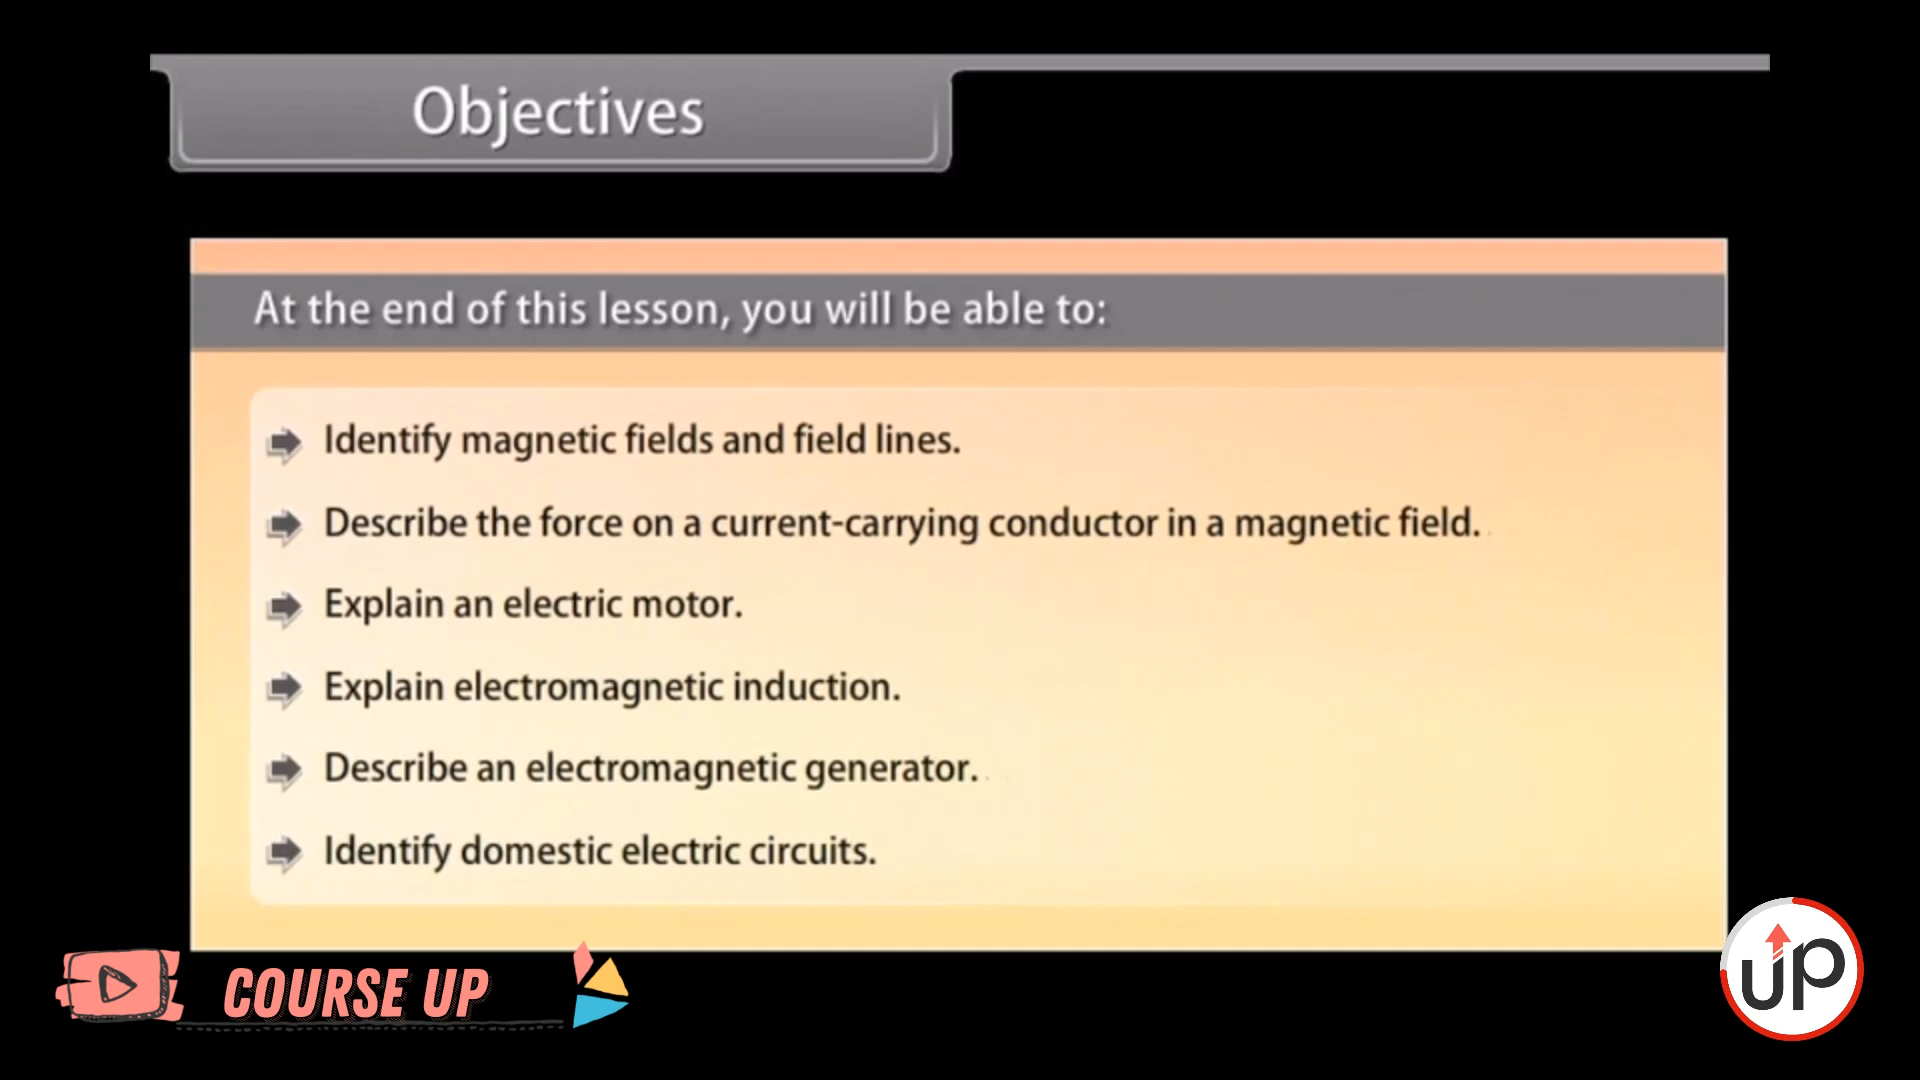 Objectives
At the end of this lesson, you will be able to:
Identify magnetic fields and field lines.
Describe the force on a current-carrying conductor in a magnetic field.
Explain an electric motor.
Explain electromagnetic induction.
Describe an electromagnetic generator.
Identify domestic electric circuits.
COURSE UP
UP